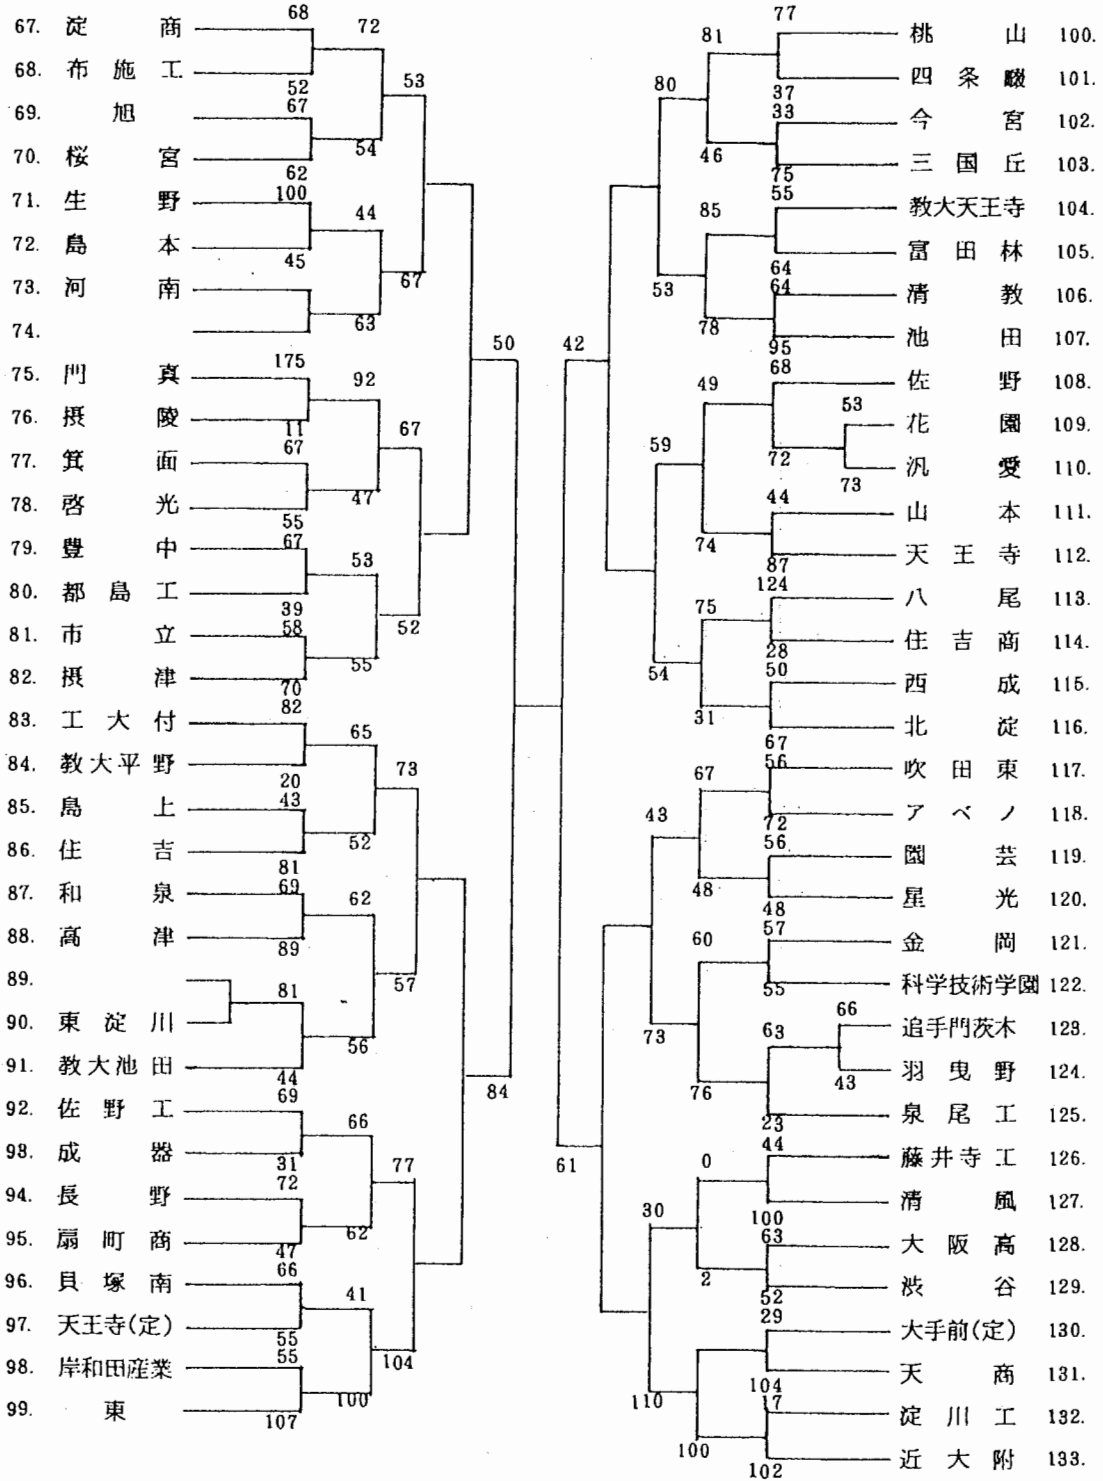 67. 淀商 68
68. 布施工 52
72
69. 旭 67
70. 桜宮 62
54
53
71. 生野 100
72. 島本 45
44
73. 河南
74.
63
67
75. 門真 175
76. 摂陵 11
92
77. 箕面 67
78. 啓光 55
47
67
50
79. 豊中 67
80. 都島工 39
53
81. 市立 58
82. 摂津 70
55
52
83. 工大付 82
84. 教大平野 20
65
85. 島上 43
86. 住吉 81
52
73
87. 和泉 69
88. 高津 89
62
89.
90. 東淀川 81
91. 教大池田 44
56
57
84
92. 佐野工 69
93. 成器 31
66
94. 長野 72
95. 扇町商 47
62
77
96. 貝塚南 66
97. 天王寺(定) 55
41
98. 岸和田産業 55
99. 東 107
100
104
77 桃山 100.
37 四条畷 101.
81
33 今宮 102.
75 三国丘 103.
46
80
55 教大天王寺 104.
64 富田林 105.
85
64 清教 106.
95 池田 107.
78
53
42
68 佐野 108.
53 花園 109.
73 汎愛 110.
72
49
44 山本 111.
87 天王寺 112.
74
59
124 八尾 113.
28 住吉商 114.
75
50 西成 115.
67 北淀 116.
31
54
56 吹田東 117.
72 アベノ 118.
67
56 園芸 119.
48 星光 120.
48
43
57 金岡 121.
55 科学技術学園 122.
60
66 追手門茨木 123.
43 羽曳野 124.
63
23 泉尾工 125.
76
73
61
44 藤井寺工 126.
100 清風 127.
0
63 大阪高 128.
52 渋谷 129.
2
30
29 大手前(定) 130.
104 天商 131.
17 淀川工 132.
102 近大附 133.
100
110